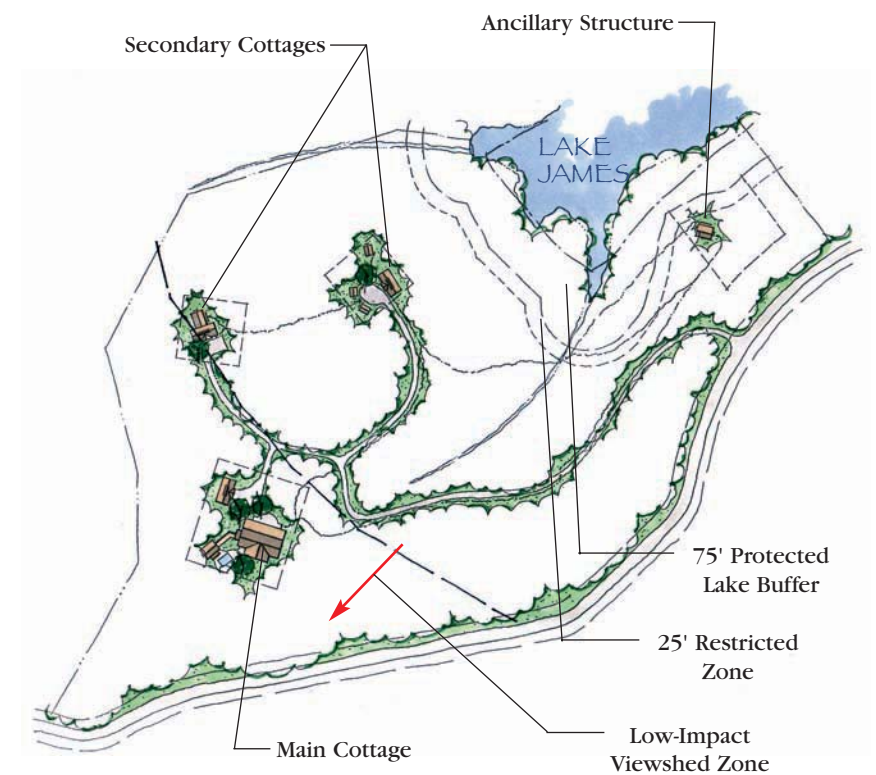 Ancillary Structure
Secondary Cottages
LAKE
JAMES
75' Protected
Lake Buffer
25' Restricted
Zone
Low-Impact
Viewshed Zone
Main Cottage